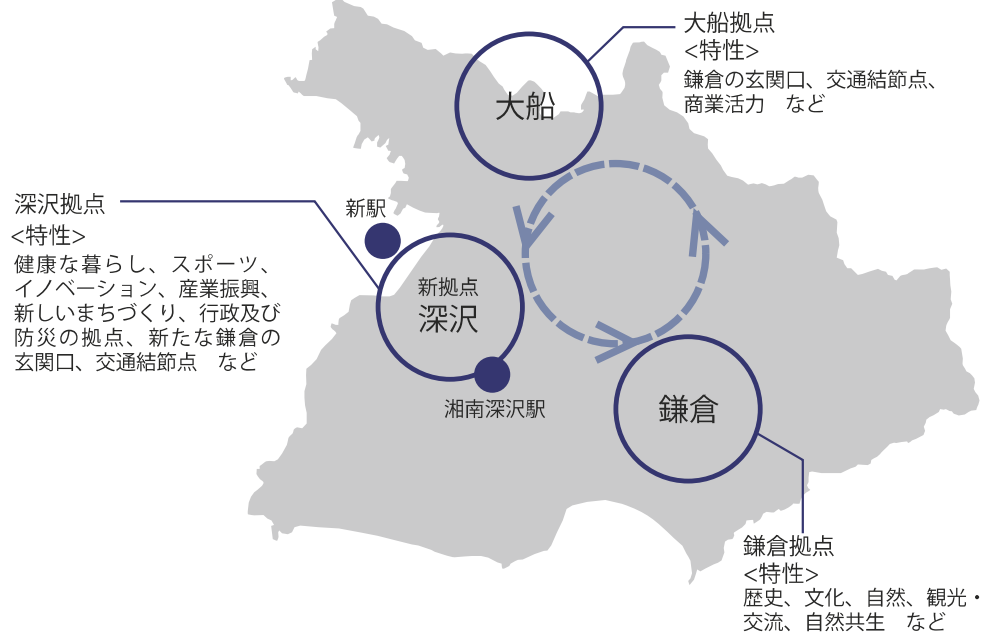 大船拠点
<特性>
鎌倉の玄関口、交通結節点、
商業活力　など
大船
深沢拠点
<特性>
健康な暮らし、スポーツ、
イノベーション、産業振興、
新しいまちづくり、行政及び
防災の拠点、新たな鎌倉の
玄関口、交通結節点　など
新駅
新拠点
深沢
湘南深沢駅
鎌倉
鎌倉拠点
<特性>
歴史、文化、自然、観光・
交流、自然共生　など